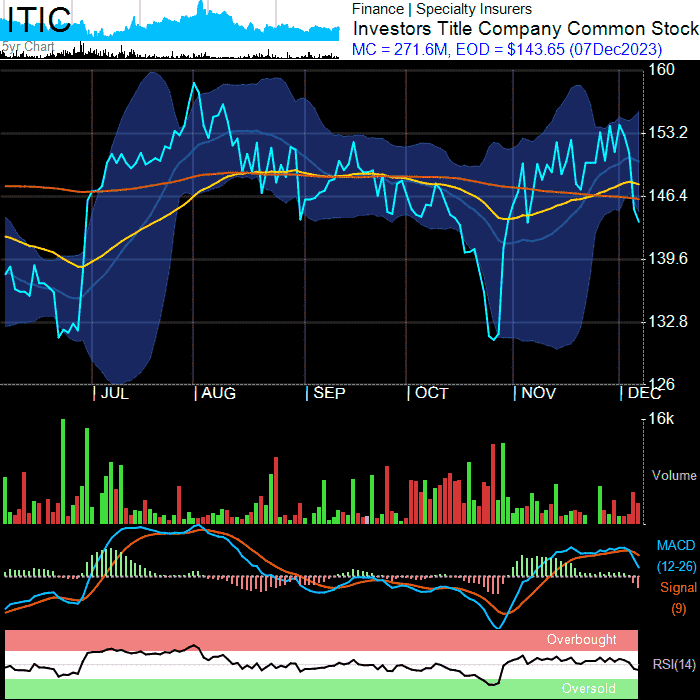 ITIC
5yr Chart
Finance | Specialty Insurers
Investors Title Company Common Stock
MC = 271.6M, EOD = $143.65 (07Dec2023)
160
153.2
146.4
139.6
132.8
126
JUL AUG SEP OCT NOV DEC
16k
Volume
MACD
(12-26)
Signal
(9)
Overbought
RSI(14)
Oversold